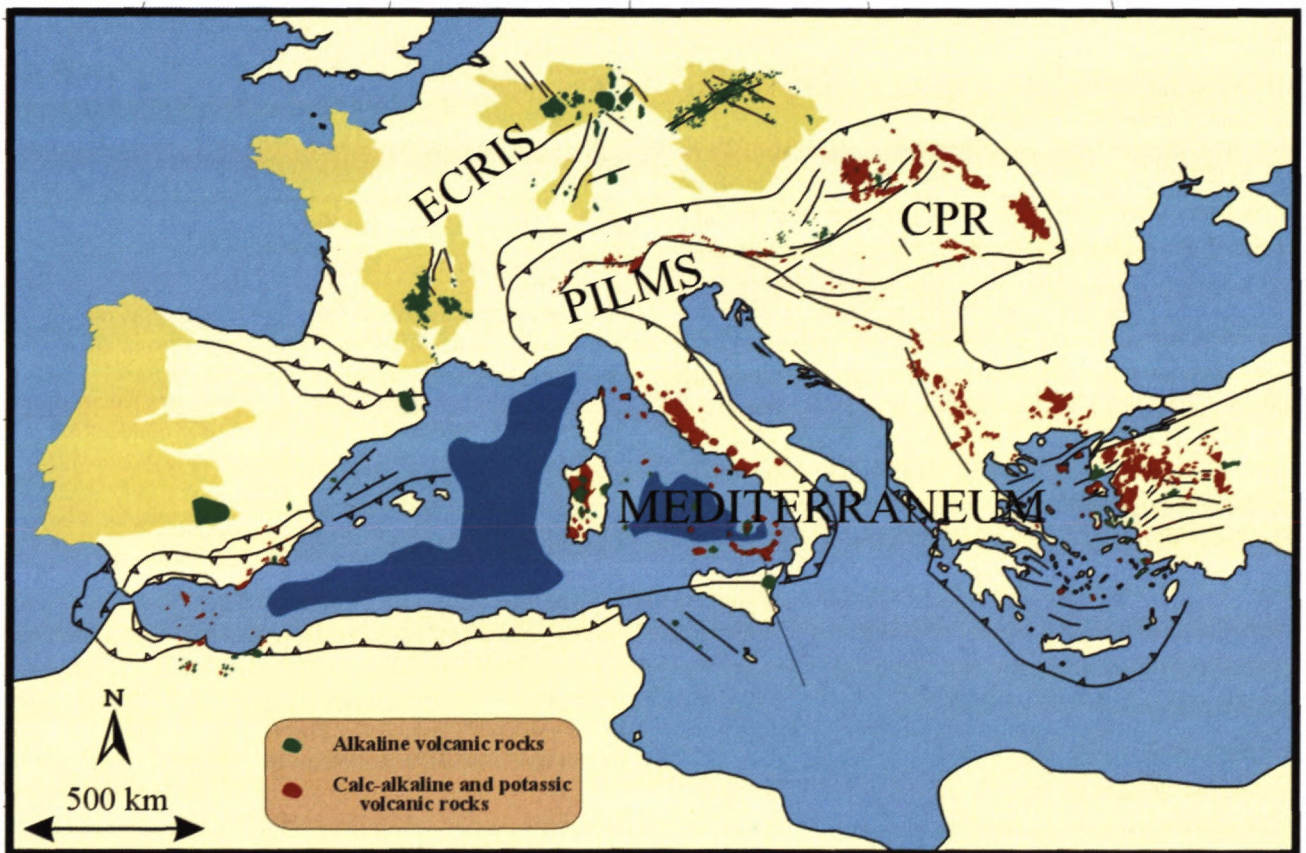 ECRIS
CPR
PILMS
MEDITERRANEUM
N
500 km
Alkaline volcanic rocks
Calc-alkaline and potassic
volcanic rocks